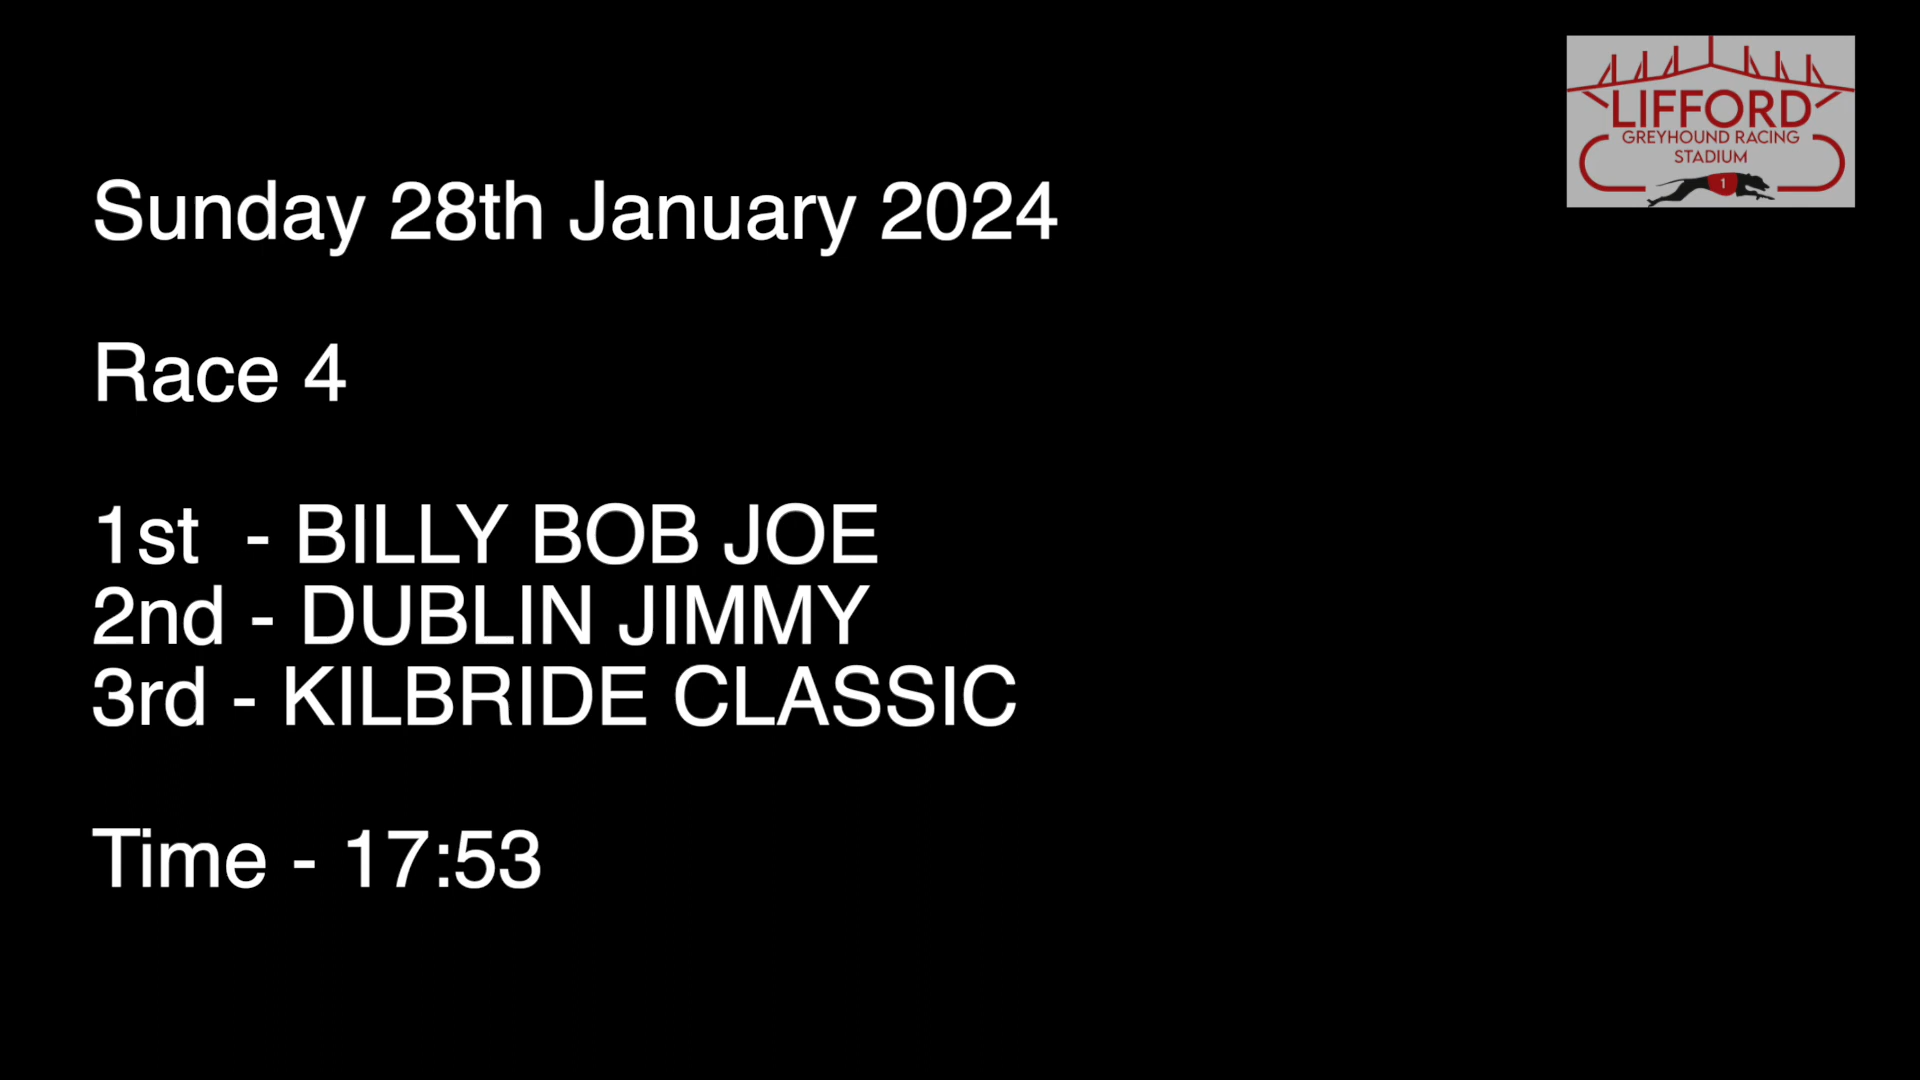 LIFFORD
GREYHOUND RACING
STADIUM
1
Sunday 28th January 2024
Race 4
1st - BILLY BOB JOE
2nd - DUBLIN JIMMY
3rd - KILBRIDE CLASSIC
Time - 17:53